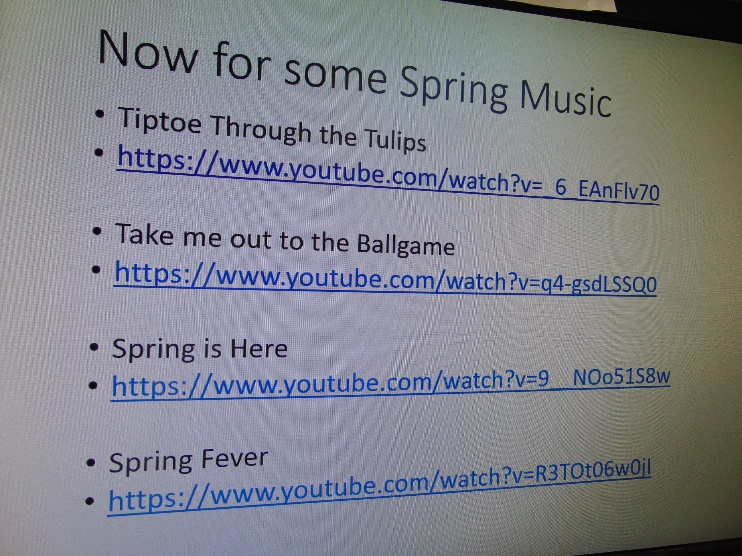 Now for some Spring Music
• Tiptoe Through the Tulips
• https://www.youtube.com/watch?v=_6_EAnFlv70
• Take me out to the Ballgame
• https://www.youtube.com/watch?v=q4-gsdLSSQ0
• Spring is Here
• https://www.youtube.com/watch?v=9__NOo51S8w
• Spring Fever
• https://www.youtube.com/watch?v=R3TOt06w0jI